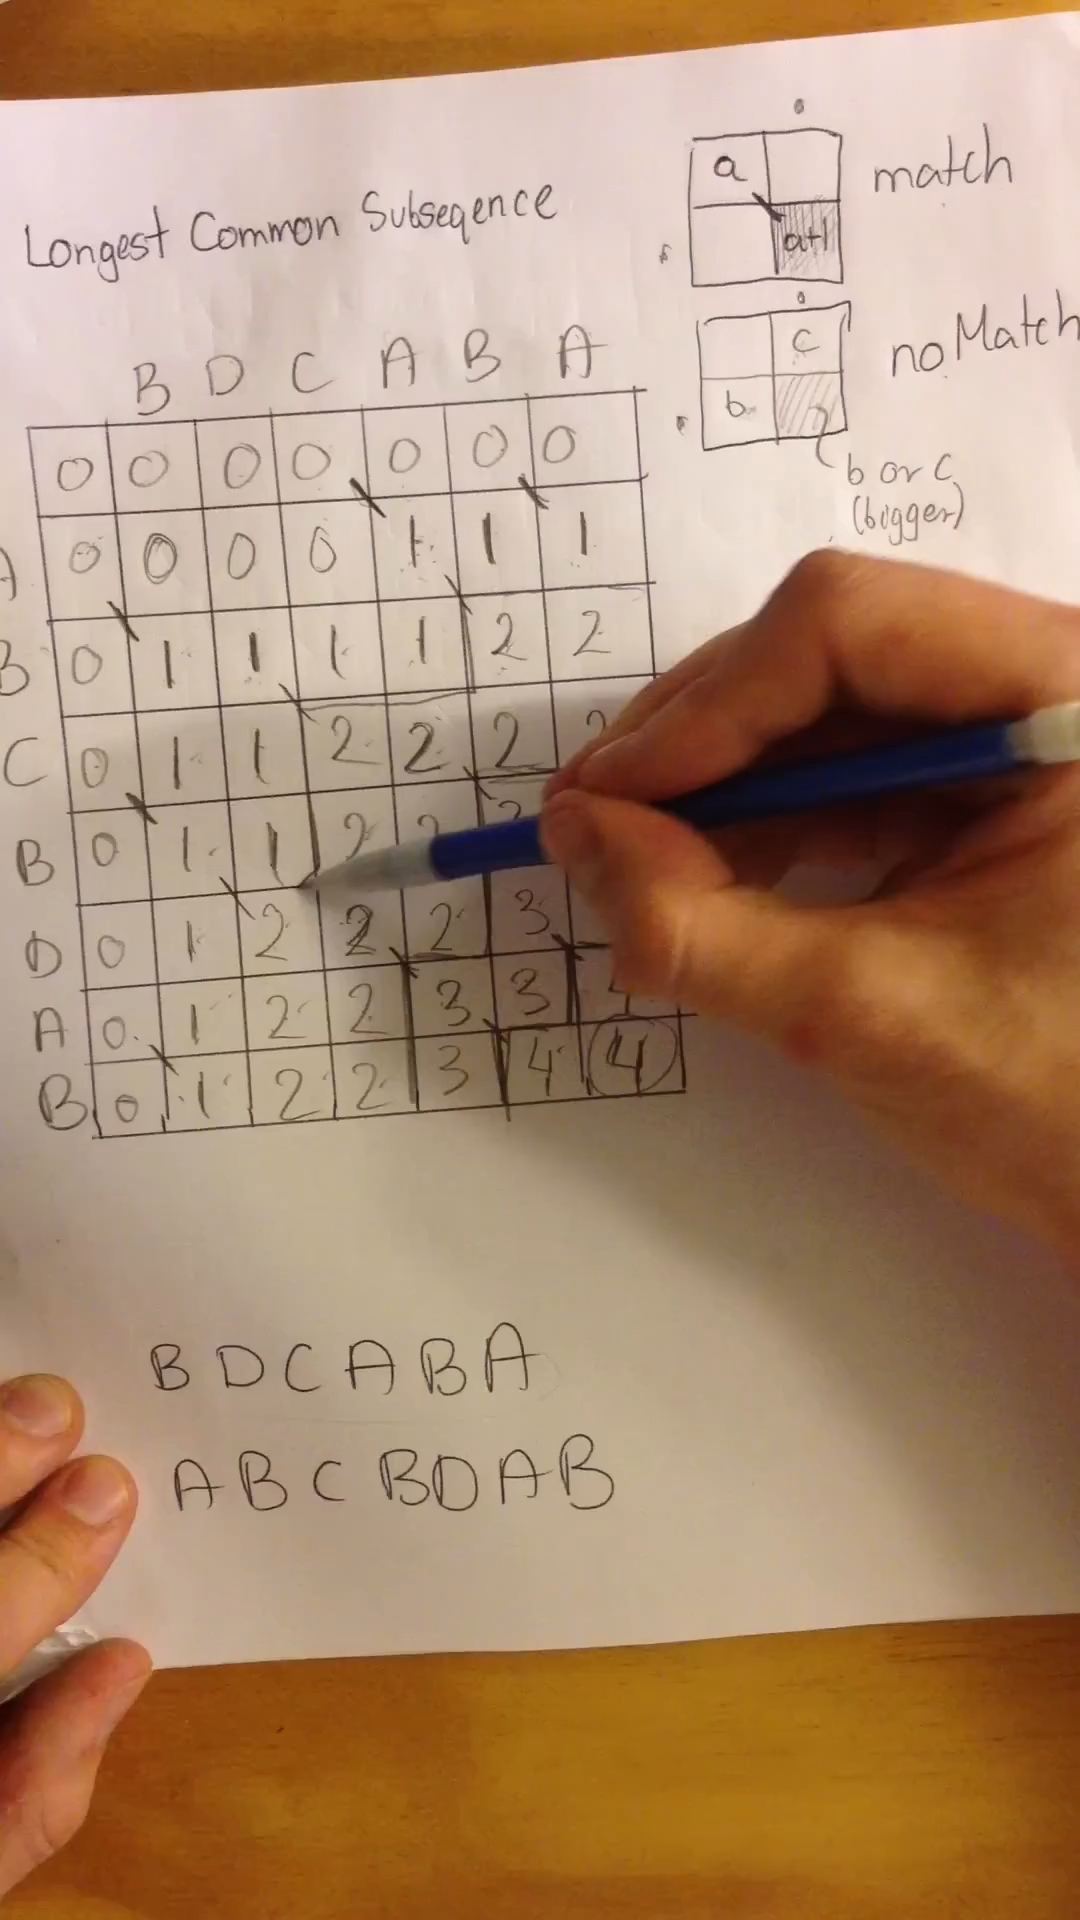 Longest Common Subseqence
a
a+1
match
c
b
no Match
b or c
(bigger)
B D C A B A
0 0 0 0 0 0 0
A 0 0 0 0 1 1 1
B 0 1 1 1 1 2 2
C 0 1 1 2 2 2
B 0 1 1 2
D 0 1 2 2 2 3
A 0 1 2 2 3 3
B 0 1 2 2 3 4 4
B D C A B A
A B C B D A B